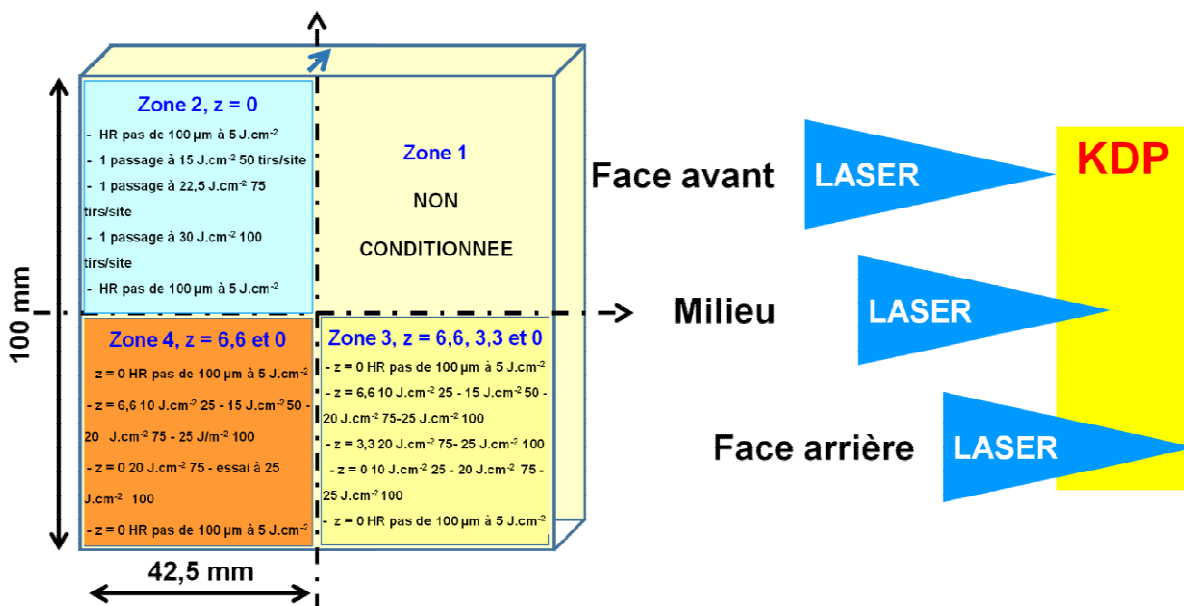 Zone 2, z = 0
- HR pas de 100 µm à 5 J.cm⁻²
- 1 passage à 15 J.cm⁻² 50 tirs/site
- 1 passage à 22,5 J.cm⁻² 75
tirs/site
- 1 passage à 30 J.cm⁻² 100
tirs/site
- HR pas de 100 µm à 5 J.cm⁻²
Zone 1
NON
CONDITIONNEE
Zone 4, z = 6,6 et 0
z = 0 HR pas de 100 µm à 5 J.cm⁻²
- z = 6,6 10 J.cm⁻² 25 - 15 J.cm⁻² 50 -
20 J.cm⁻² 75 - 25 J/m⁻² 100
- z = 0 20 J.cm⁻² 75 - essai à 25
J.cm⁻² 100
- z = 0 HR pas de 100 µm à 5 J.cm⁻²
Zone 3, z = 6,6, 3,3 et 0
- z = 0 HR pas de 100 µm à 5 J.cm⁻²
- z = 6,6 10 J.cm⁻² 25 - 15 J.cm⁻² 50 -
20 J.cm⁻² 75-25 J.cm⁻² 100
- z = 3,3 20 J.cm⁻² 75- 25 J.cm⁻² 100
- z = 0 10 J.cm⁻² 25 - 20 J.cm⁻² 75 -
25 J.cm⁻² 100
- z = 0 HR pas de 100 µm à 5 J.cm⁻²
100 mm
42,5 mm
Face avant
LASER
KDP
Milieu
LASER
Face arrière
LASER